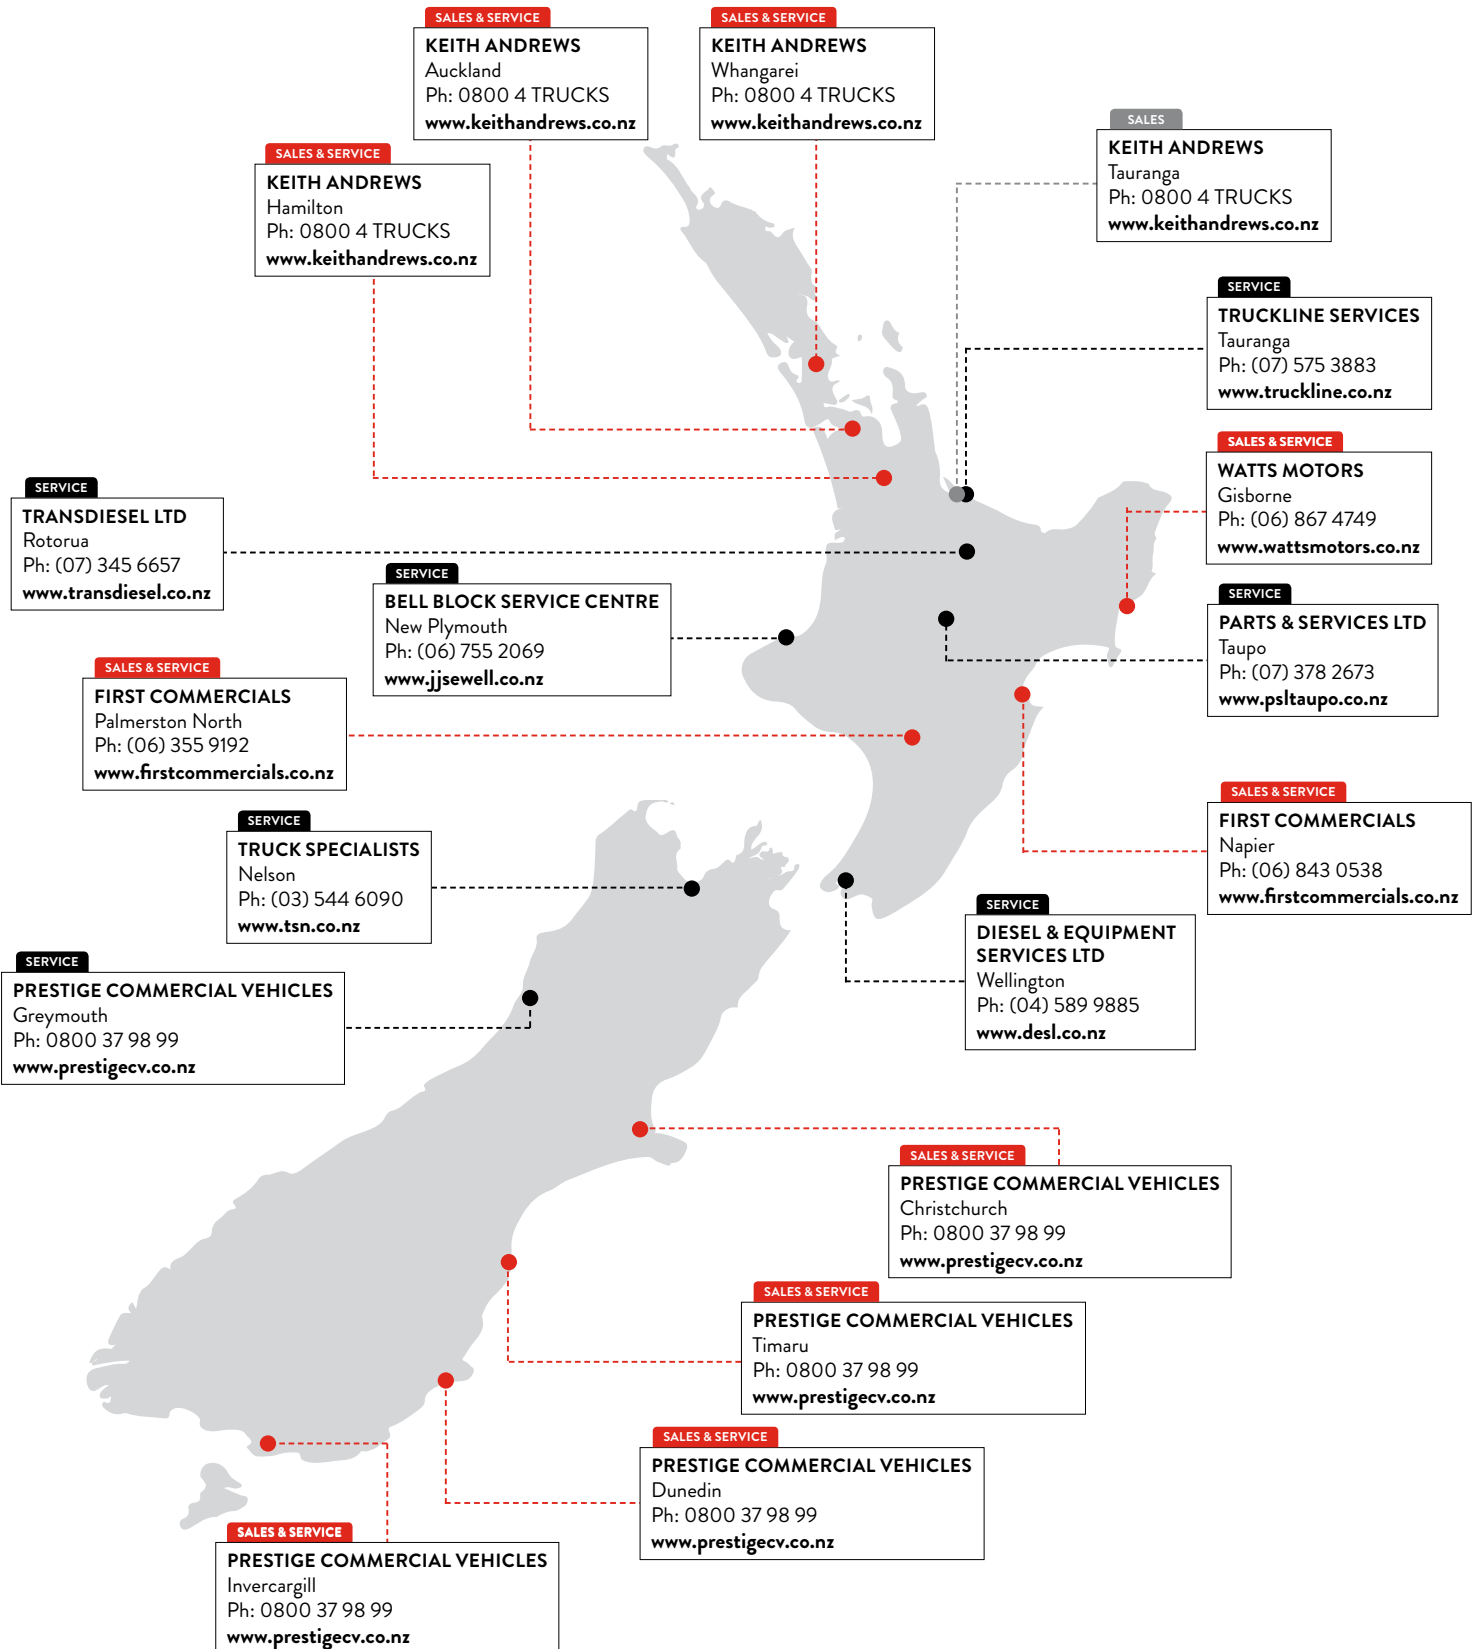 SALES & SERVICE
KEITH ANDREWS
Auckland
Ph: 0800 4 TRUCKS
www.keithandrews.co.nz
SALES & SERVICE
KEITH ANDREWS
Whangarei
Ph: 0800 4 TRUCKS
www.keithandrews.co.nz
SALES
KEITH ANDREWS
Tauranga
Ph: 0800 4 TRUCKS
www.keithandrews.co.nz
SALES & SERVICE
KEITH ANDREWS
Hamilton
Ph: 0800 4 TRUCKS
www.keithandrews.co.nz
SERVICE
TRUCKLINE SERVICES
Tauranga
Ph: (07) 575 3883
www.truckline.co.nz
SALES & SERVICE
WATTS MOTORS
Gisborne
Ph: (06) 867 4749
www.wattsmotors.co.nz
SERVICE
TRANSDIESEL LTD
Rotorua
Ph: (07) 345 6657
www.transdiesel.co.nz
SERVICE
BELL BLOCK SERVICE CENTRE
New Plymouth
Ph: (06) 755 2069
www.jjsewell.co.nz
SERVICE
PARTS & SERVICES LTD
Taupo
Ph: (07) 378 2673
www.psltaupo.co.nz
SALES & SERVICE
FIRST COMMERCIALS
Palmerston North
Ph: (06) 355 9192
www.firstcommercials.co.nz
SALES & SERVICE
FIRST COMMERCIALS
Napier
Ph: (06) 843 0538
www.firstcommercials.co.nz
SERVICE
TRUCK SPECIALISTS
Nelson
Ph: (03) 544 6090
www.tsn.co.nz
SERVICE
DIESEL & EQUIPMENT
SERVICES LTD
Wellington
Ph: (04) 589 9885
www.desl.co.nz
SERVICE
PRESTIGE COMMERCIAL VEHICLES
Greymouth
Ph: 0800 37 98 99
www.prestigecv.co.nz
SALES & SERVICE
PRESTIGE COMMERCIAL VEHICLES
Christchurch
Ph: 0800 37 98 99
www.prestigecv.co.nz
SALES & SERVICE
PRESTIGE COMMERCIAL VEHICLES
Timaru
Ph: 0800 37 98 99
www.prestigecv.co.nz
SALES & SERVICE
PRESTIGE COMMERCIAL VEHICLES
Dunedin
Ph: 0800 37 98 99
www.prestigecv.co.nz
SALES & SERVICE
PRESTIGE COMMERCIAL VEHICLES
Invercargill
Ph: 0800 37 98 99
www.prestigecv.co.nz